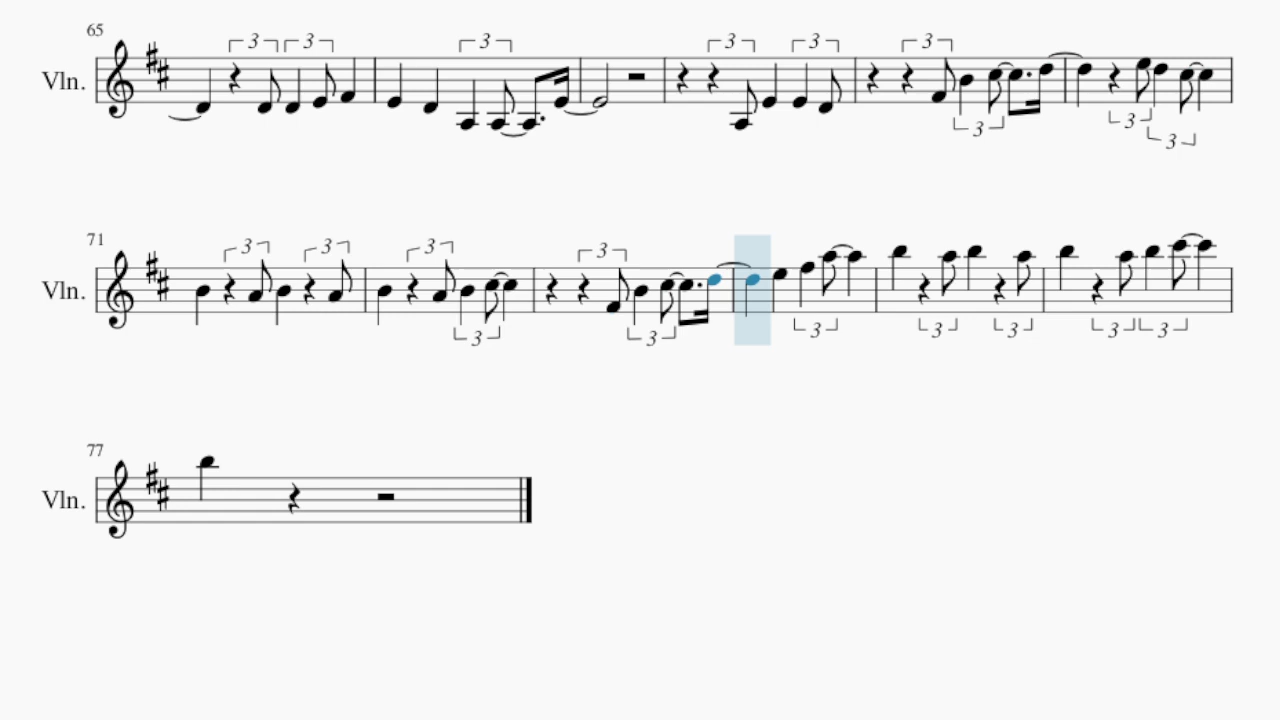 65
3 3 3 3 3 3
Vln.
3 3
3
71
3 3 3 3
Vln.
3 3 3 3 3 3 3
77
Vln.